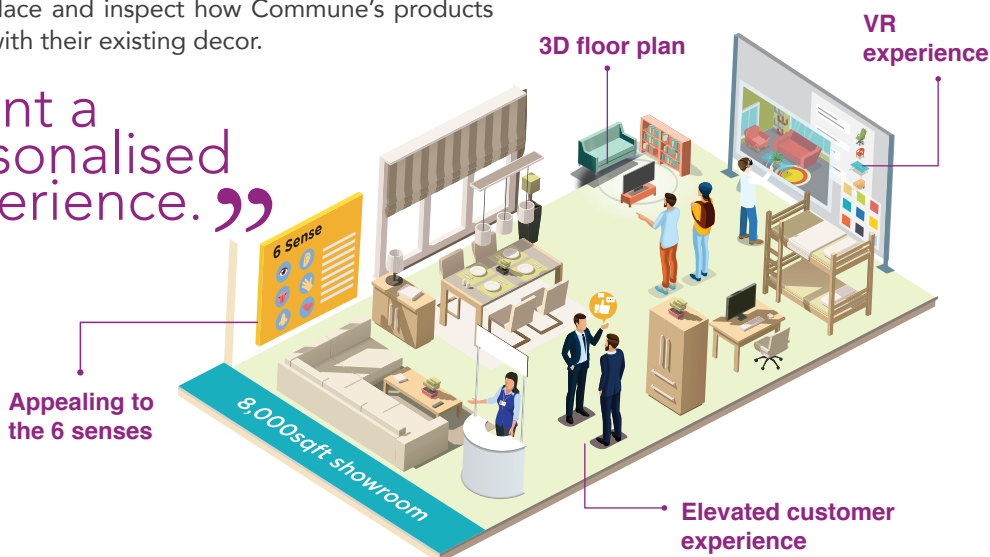 lace and inspect how Commune's products
with their existing decor.
nt a
sonalised
erience.”
3D floor plan
VR
experience
6 Sense
Appealing to
the 6 senses
8,000sqft showroom
Elevated customer
experience